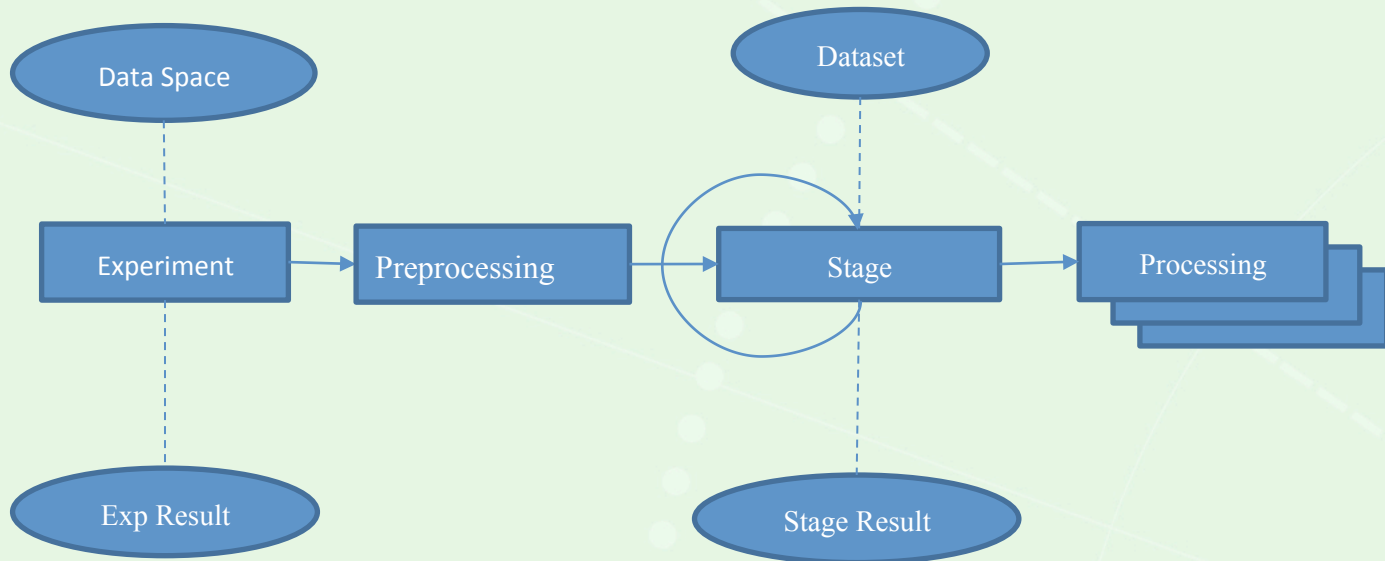 Data Space
Dataset
Experiment
Preprocessing
Stage
Processing
Exp Result
Stage Result